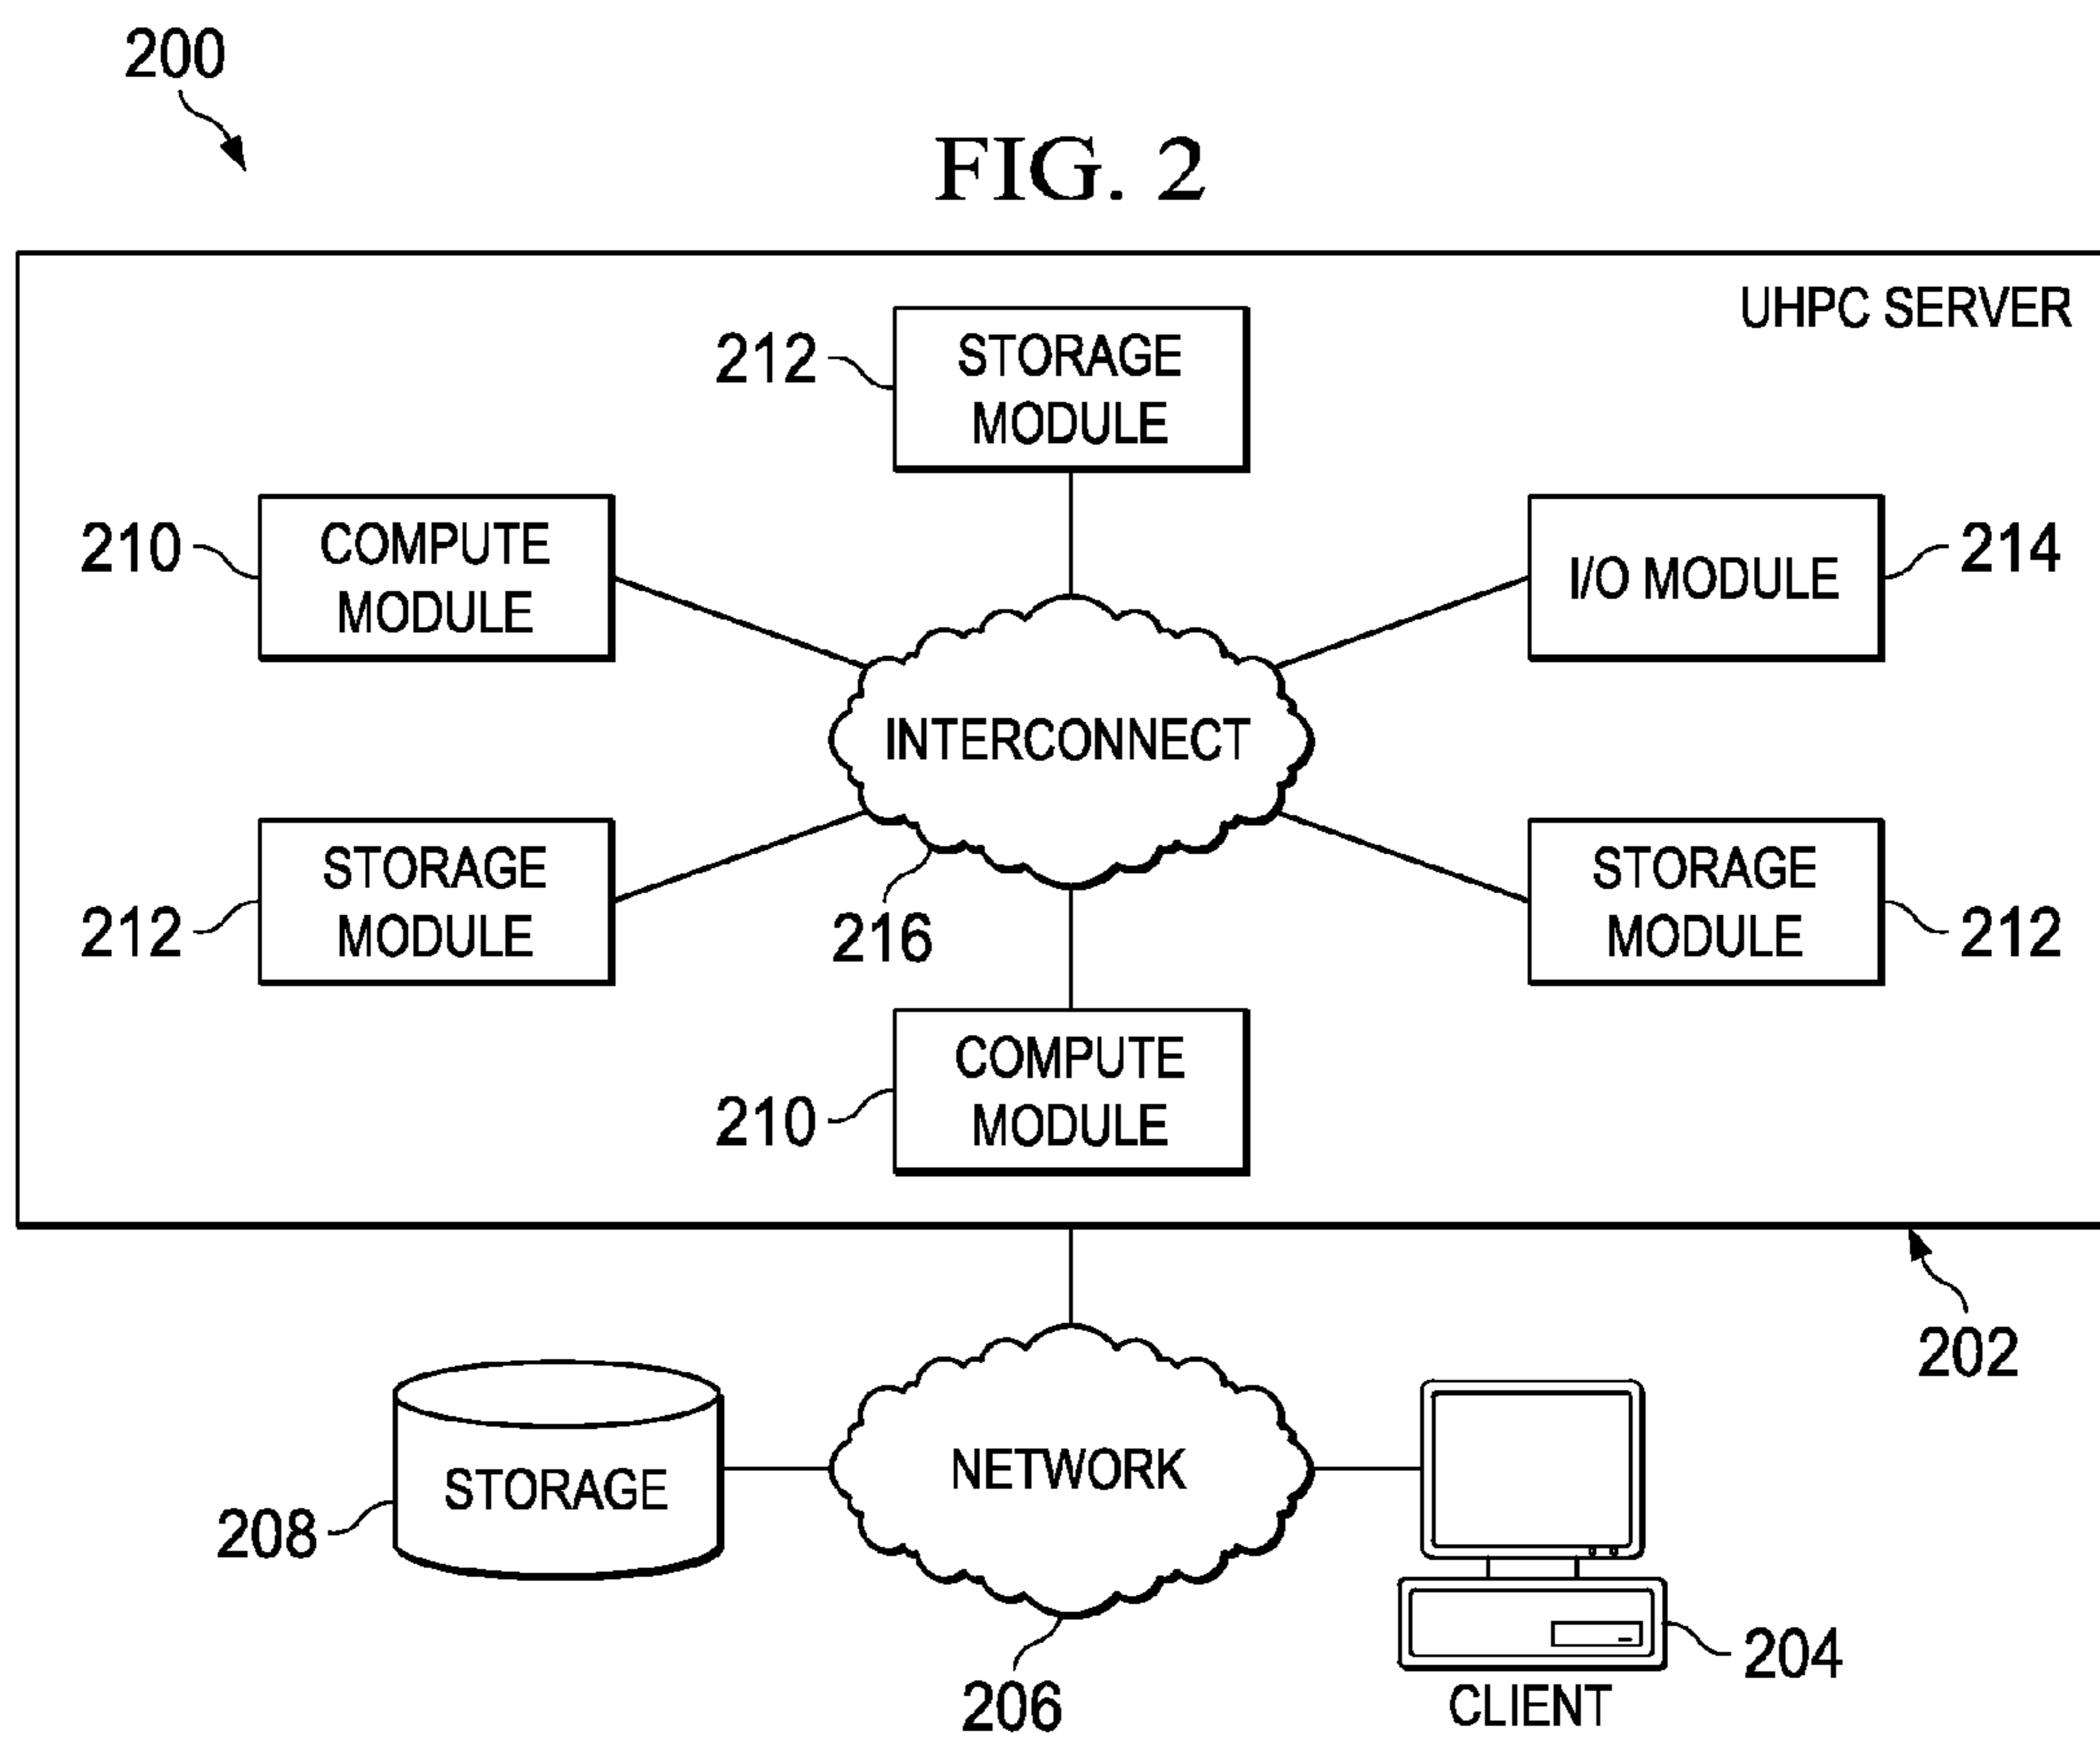 200
FIG. 2
UHPC SERVER
212
STORAGE
MODULE
210
COMPUTE
MODULE
I/O MODULE
214
INTERCONNECT
212
STORAGE
MODULE
216
STORAGE
MODULE
212
210
COMPUTE
MODULE
202
208
STORAGE
NETWORK
206
204
CLIENT